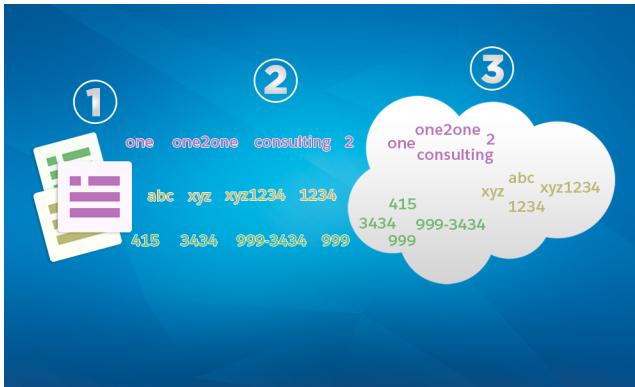 1
2
3
one one2one consulting 2
abc xyz xyz1234 1234
415 3434 999-3434 999
one2one
one 2
consulting
abc
xyz xyz1234
1234
415
3434 999-3434
999